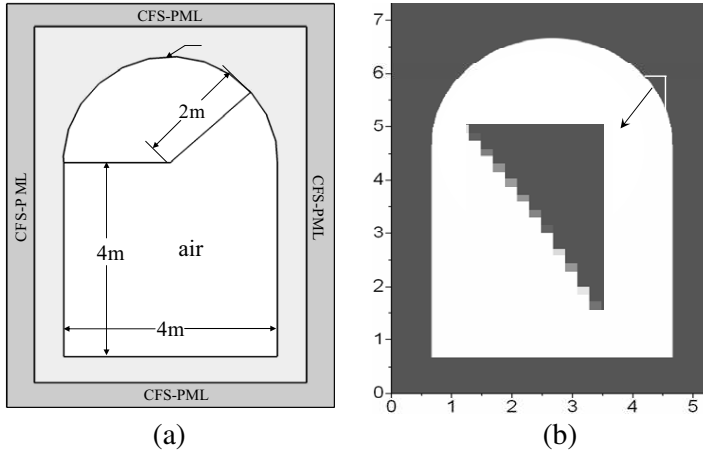 CFS-PML
CFS-P ML
CFS-PML
CFS-PML
2m
4m
air
4m
(a)
7
6
5
4
3
2
1
0
0 1 2 3 4 5
(b)